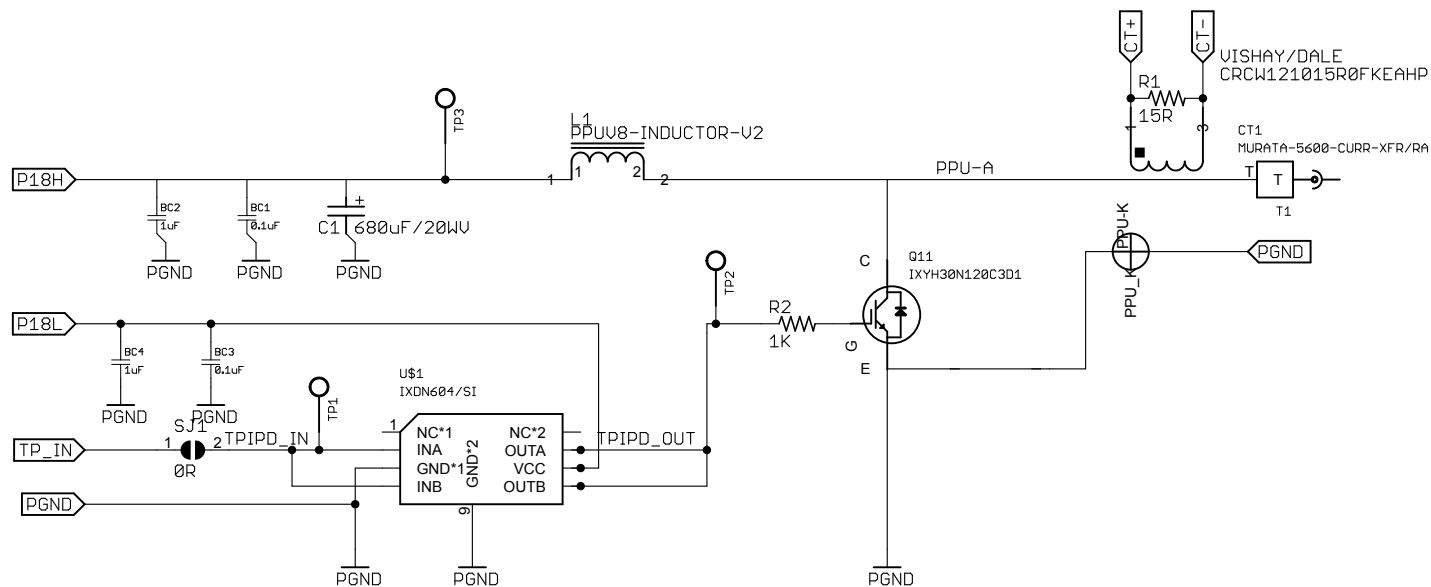 CT+
CT-
VISHAY/DALE
CRCW121015R0FKEAHP
R1
15R
1
3
CT1
MURATA-5600-CURR-XFR/RA
TP3
L1
PPUV8-INDUCTOR-V2
P18H
1
1
2
2
PPU-A
T
T
T1
BC2
1uF
BC1
0.1uF
C1
+
680uF/20WV
PGND
PGND
PGND
PPU-K
PPU_K
PGND
TP2
C
Q11
IXYH30N120C3D1
P18L
R2
1K
G
E
BC4
1uF
BC3
0.1uF
PGND
PGND
U$1
IXDN604/SI
TP1
SJ1
TP_IN
1
2
TPIPD_IN
0R
1
NC*1
NC*2
INA
OUTA
GND*1
GND*2
VCC
INB
OUTB
TPIPD_OUT
PGND
9
PGND
PGND
PGND